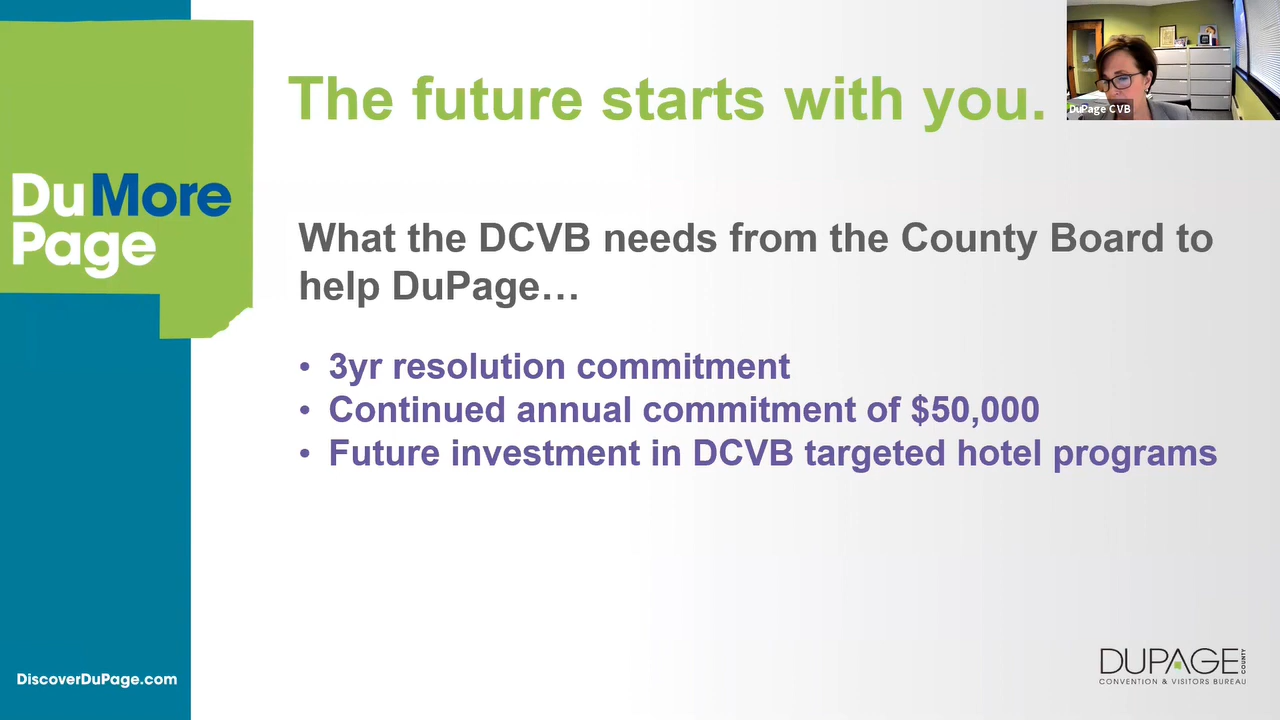 The future starts with you.
DuPage CVB
DuMore
Page
What the DCVB needs from the County Board to
help DuPage…
• 3yr resolution commitment
• Continued annual commitment of $50,000
• Future investment in DCVB targeted hotel programs
DiscoverDuPage.com
DUPAGE COUNTY
CONVENTION & VISITORS BUREAU